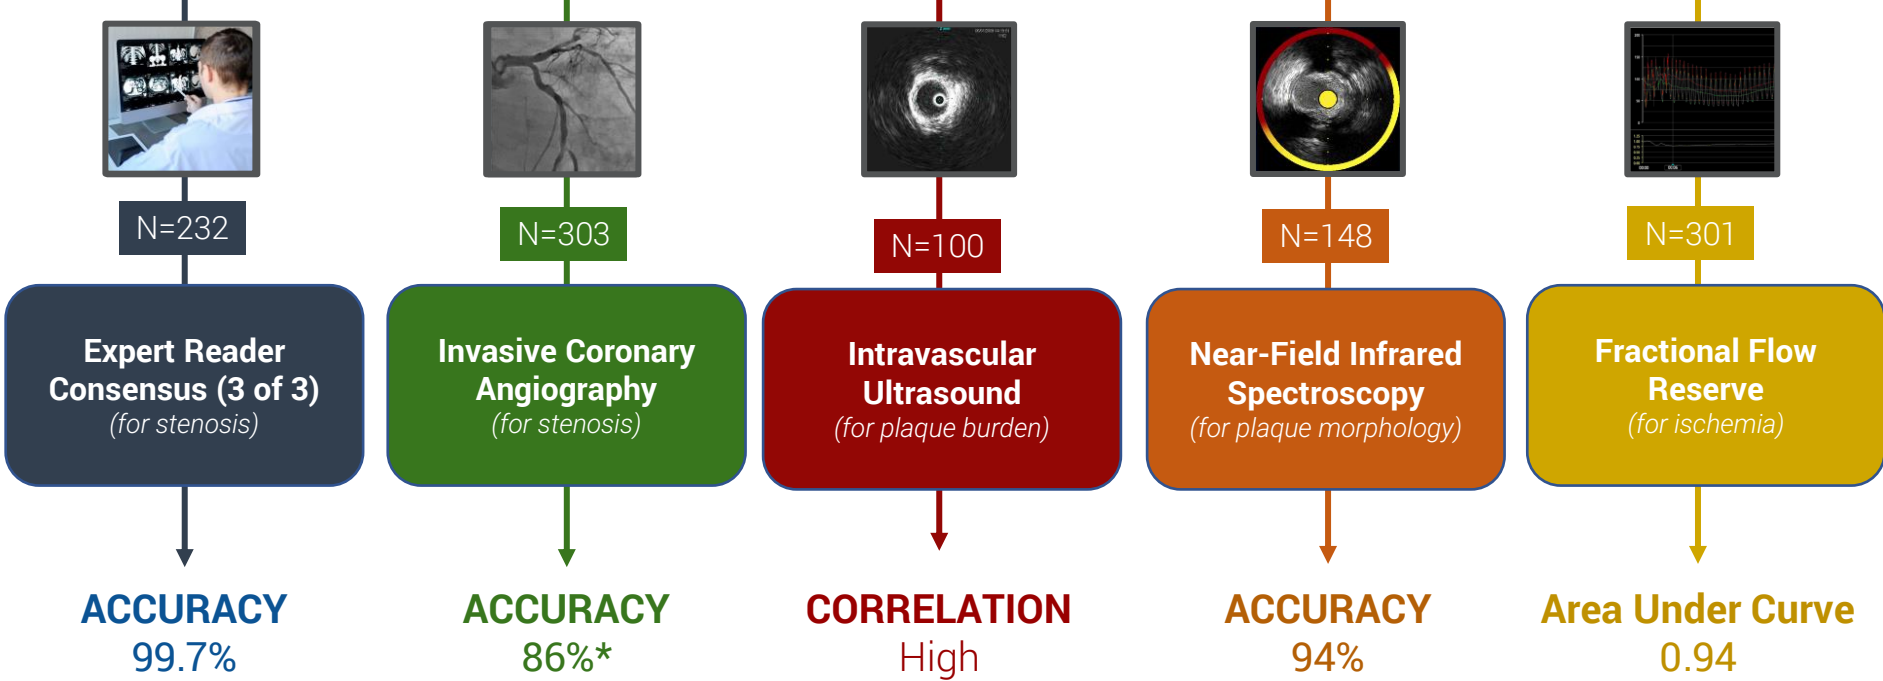 N=232
Expert Reader
Consensus (3 of 3)
(for stenosis)
ACCURACY
99.7%
N=303
Invasive Coronary
Angiography
(for stenosis)
ACCURACY
86%*
N=100
Intravascular
Ultrasound
(for plaque burden)
CORRELATION
High
N=148
Near-Field Infrared
Spectroscopy
(for plaque morphology)
ACCURACY
94%
N=301
Fractional Flow
Reserve
(for ischemia)
Area Under Curve
0.94